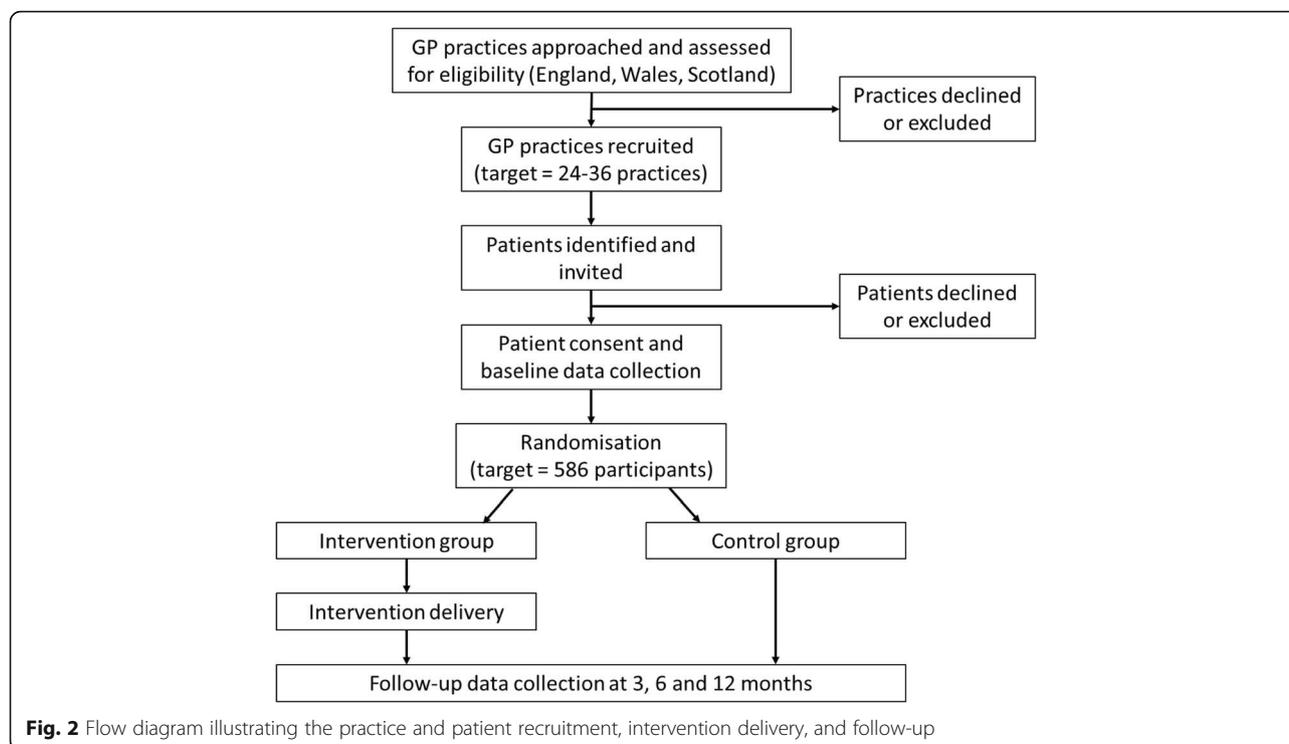 GP practices approached and assessed
for eligibility (England, Wales, Scotland)
Practices declined
or excluded
GP practices recruited
(target = 24-36 practices)
Patients identified and
invited
Patients declined
or excluded
Patient consent and
baseline data collection
Randomisation
(target = 586 participants)
Intervention group
Control group
Intervention delivery
Follow-up data collection at 3, 6 and 12 months
Fig. 2 Flow diagram illustrating the practice and patient recruitment, intervention delivery, and follow-up